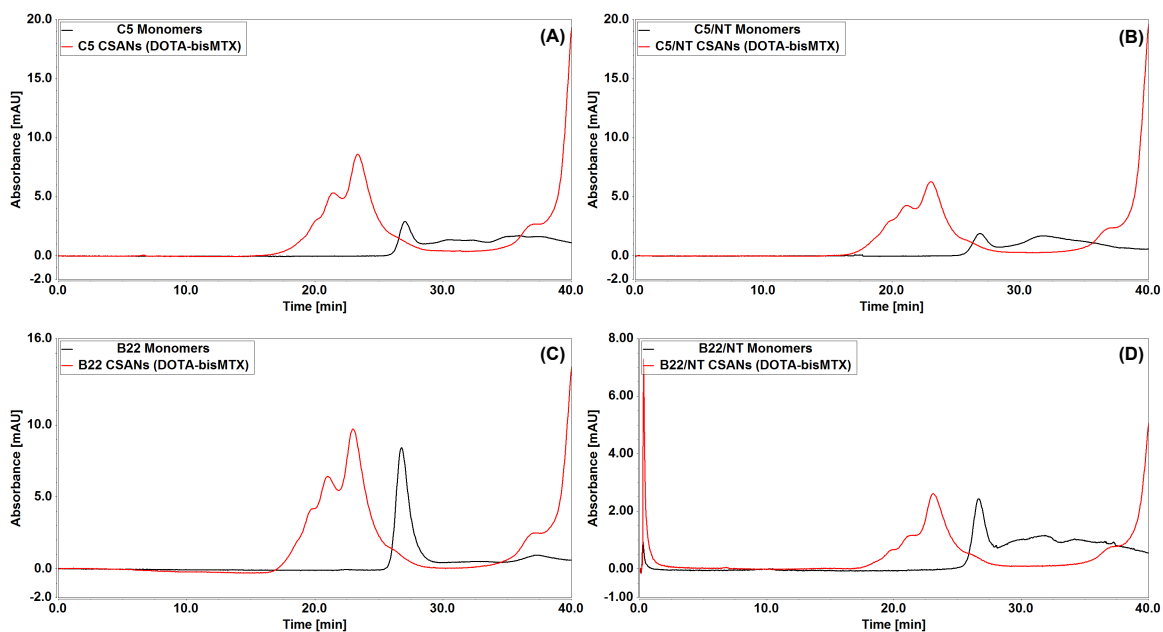 C5 Monomers
C5 CSANs (DOTA-bisMTX)
(A)
Absorbance [mAU]
20.0
15.0
10.0
5.0
0.0
-2.0
0.0 10.0 20.0 30.0 40.0
Time [min]
C5/NT Monomers
C5/NT CSANs (DOTA-bisMTX)
(B)
Absorbance [mAU]
20.0
15.0
10.0
5.0
0.0
-2.0
0.0 10.0 20.0 30.0 40.0
Time [min]
B22 Monomers
B22 CSANs (DOTA-bisMTX)
(C)
Absorbance [mAU]
16.0
10.0
5.0
0.0
-2.0
0.0 10.0 20.0 30.0 40.0
Time [min]
B22/NT Monomers
B22/NT CSANs (DOTA-bisMTX)
(D)
Absorbance [mAU]
8.00
6.00
4.00
2.00
0.00
-1.00
0.0 10.0 20.0 30.0 40.0
Time [min]